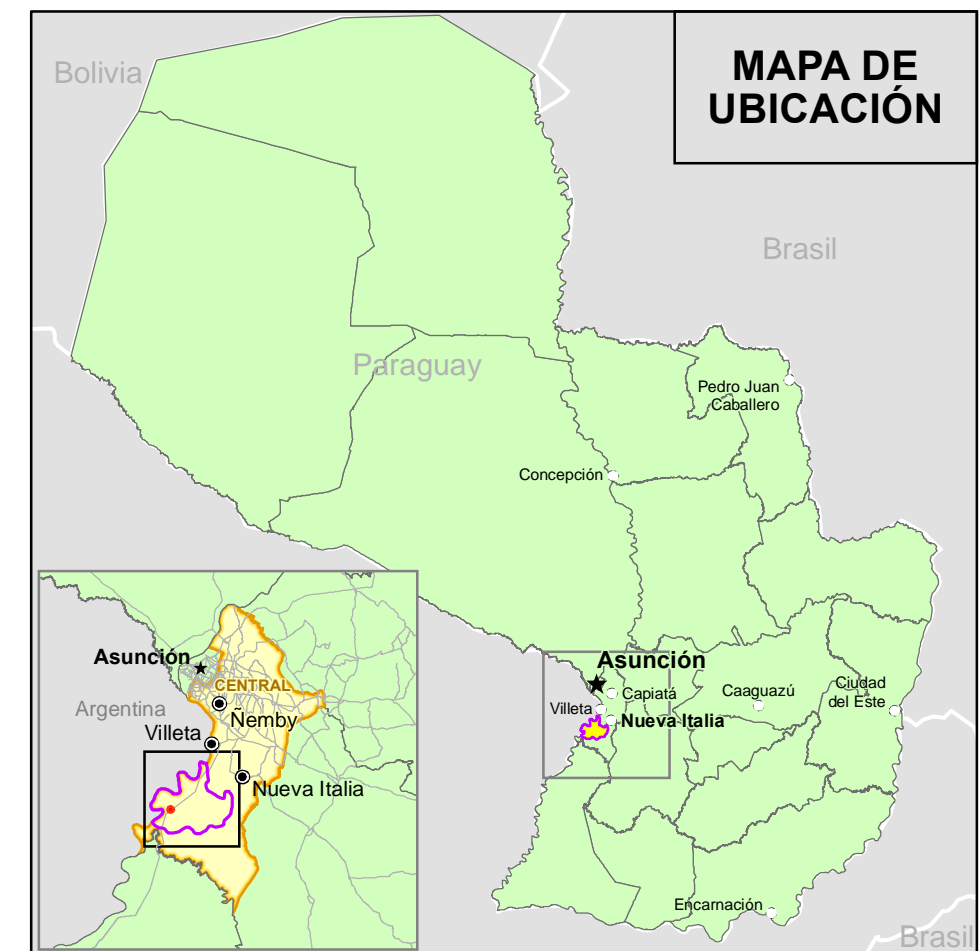 MAPA DE
UBICACIÓN
Bolivia
Brasil
Paraguay
Pedro Juan
Caballero
Concepción
Asunción
Capiatá
Villeta
Nueva Italia
Caaguazú
Ciudad
del Este
Encarnación
Brasil
Asunción
CENTRAL
Argentina
Ñemby
Villeta
Nueva Italia